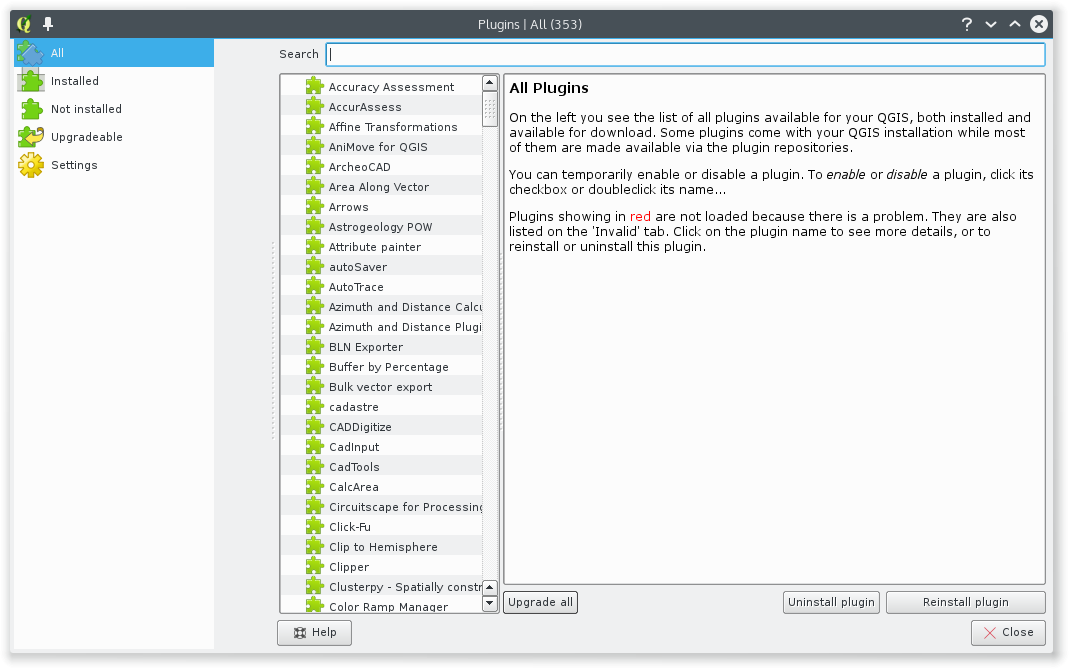 Plugins | All (353)
All
Installed
Not installed
Upgradeable
Settings
Search
Accuracy Assessment
AccurAssess
Affine Transformations
AniMove for QGIS
ArcheoCAD
Area Along Vector
Arrows
Astrogeology POW
Attribute painter
autoSaver
AutoTrace
Azimuth and Distance Calcu
Azimuth and Distance Plugi
BLN Exporter
Buffer by Percentage
Bulk vector export
cadastre
CADDigitize
CadInput
CadTools
CalcArea
Circuitscape for Processing
Click-Fu
Clip to Hemisphere
Clipper
Clusterpy - Spatially constr
Color Ramp Manager
All Plugins
On the left you see the list of all plugins available for your QGIS, both installed and
available for download. Some plugins come with your QGIS installation while most
of them are made available via the plugin repositories.
You can temporarily enable or disable a plugin. To enable or disable a plugin, click its
checkbox or doubleclick its name...
Plugins showing in red are not loaded because there is a problem. They are also
listed on the 'Invalid' tab. Click on the plugin name to see more details, or to
reinstall or uninstall this plugin.
Upgrade all
Uninstall plugin
Reinstall plugin
Help
Close